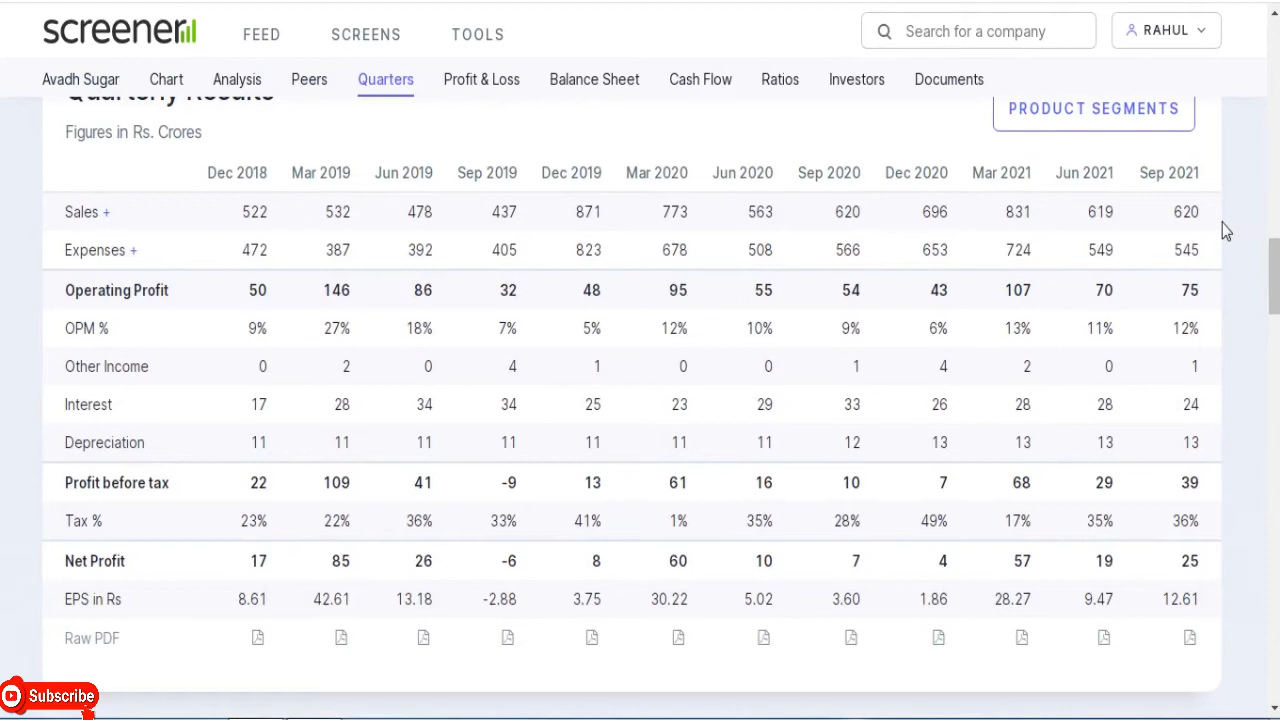 screener
FEED SCREENS TOOLS
Search for a company
RAHUL
Avadh Sugar Chart Analysis Peers Quarters Profit & Loss Balance Sheet Cash Flow Ratios Investors Documents
Quarterly Results
PRODUCT SEGMENTS
Figures in Rs. Crores
Dec 2018 Mar 2019 Jun 2019 Sep 2019 Dec 2019 Mar 2020 Jun 2020 Sep 2020 Dec 2020 Mar 2021 Jun 2021 Sep 2021
Sales + 522 532 478 437 871 773 563 620 696 831 619 620
Expenses + 472 387 392 405 823 678 508 566 653 724 549 545
Operating Profit 50 146 86 32 48 95 55 54 43 107 70 75
OPM % 9% 27% 18% 7% 5% 12% 10% 9% 6% 13% 11% 12%
Other Income 0 2 0 4 1 0 0 1 4 2 0 1
Interest 17 28 34 34 25 23 29 33 26 28 28 24
Depreciation 11 11 11 11 11 11 11 12 13 13 13 13
Profit before tax 22 109 41 -9 13 61 16 10 7 68 29 39
Tax % 23% 22% 36% 33% 41% 1% 35% 28% 49% 17% 35% 36%
Net Profit 17 85 26 -6 8 60 10 7 4 57 19 25
EPS in Rs 8.61 42.61 13.18 -2.88 3.75 30.22 5.02 3.60 1.86 28.27 9.47 12.61
Raw PDF
Subscribe